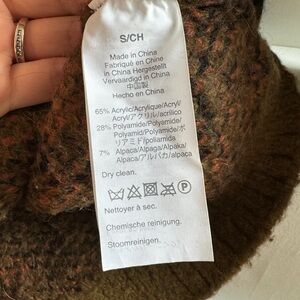 S/CH
Made in China
Fabriqué en Chine
in China Hergestellt
Vervaardigd in China
中国製
Hecho en China
65% Acrylic/Acrylique/Acryl/
Acryl/アクリル/acrílico
28% Polyamide/Polyamide/
Polyamid/Polyamide/ポ
リアミド/poliamida
7% Alpaca/Alpaga/Alpaka/
Alpaca/アルパカ/alpaca
Dry clean.
Nettoyer à sec.
Chemische reinigung.
Stoomreinigen.